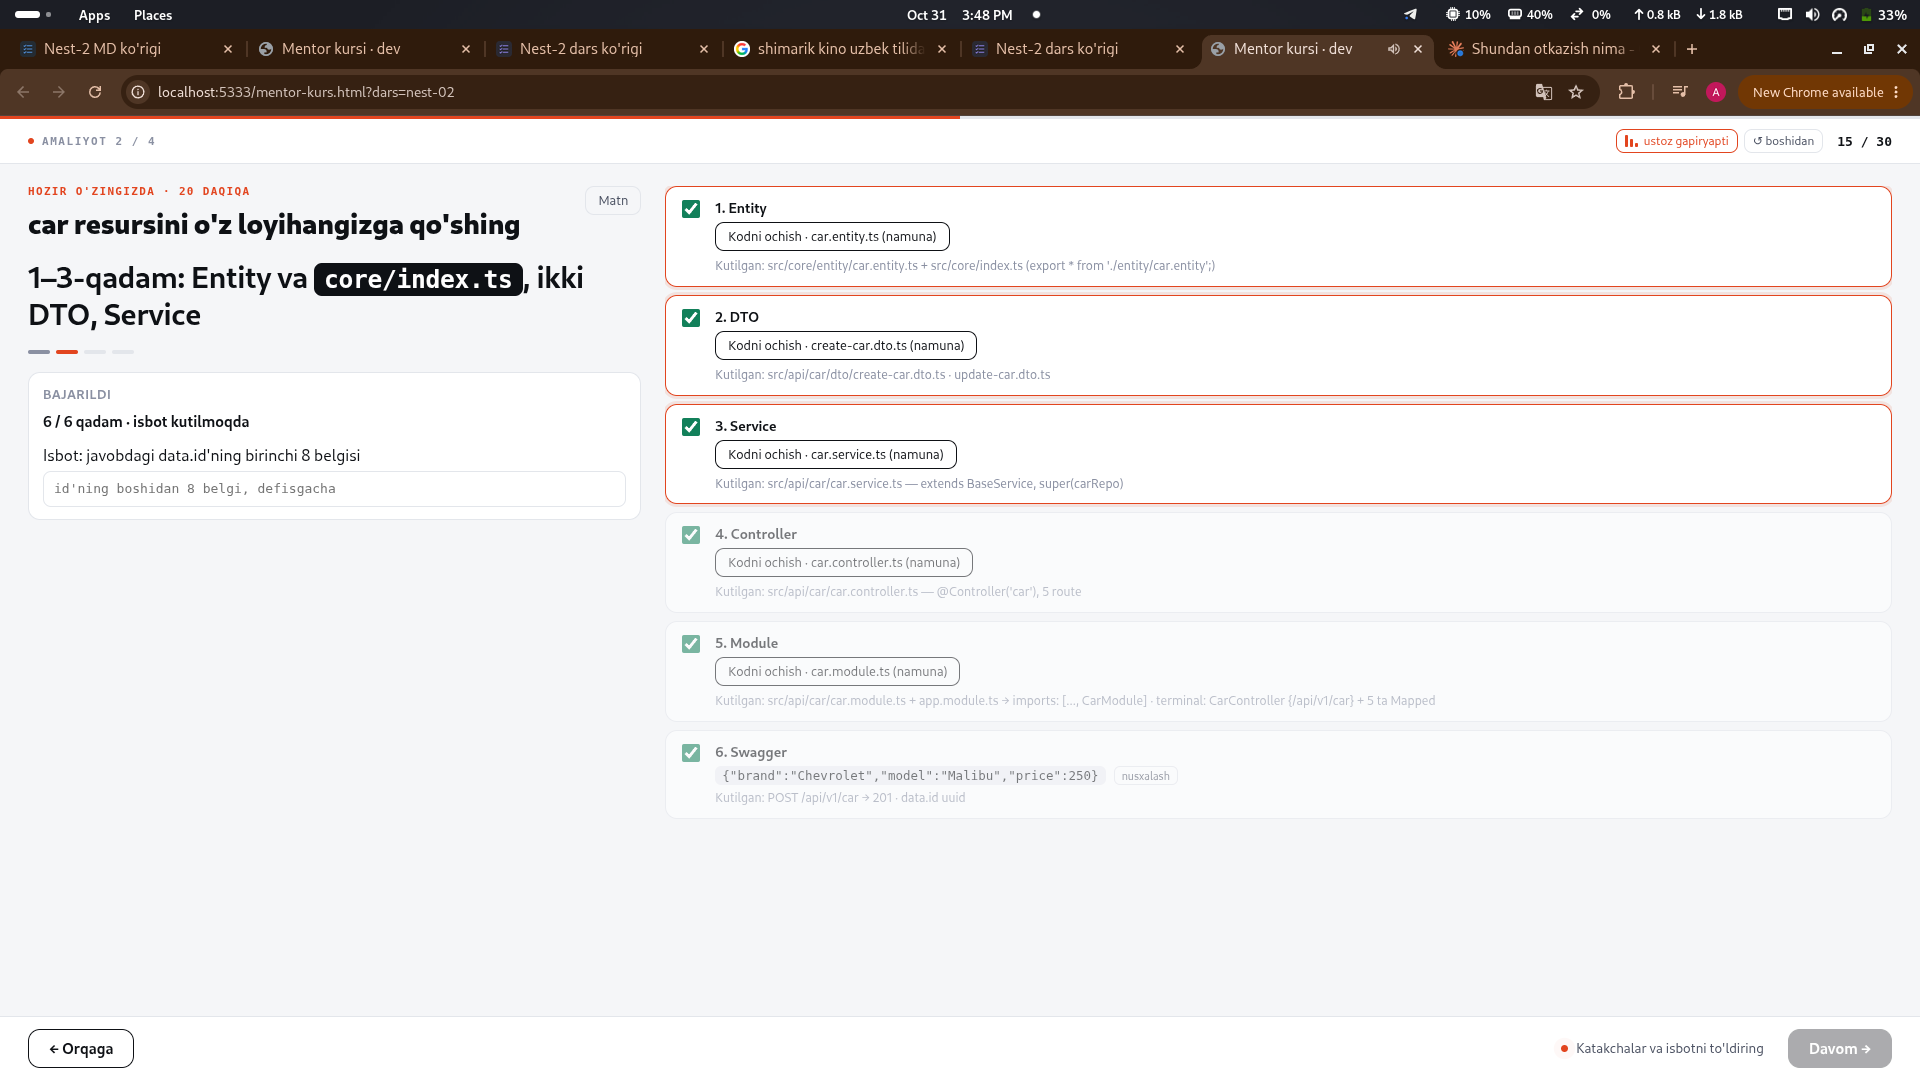 Apps Places Oct 31 3:48 PM 10% 40% 0% 0.8 kB 1.8 kB 33%
Nest-2 MD ko'rigi Mentor kursi · dev Nest-2 dars ko'rigi shimarik kino uzbek tilida Nest-2 dars ko'rigi Mentor kursi · dev Shundan otkazish nima -
localhost:5333/mentor-kurs.html?dars=nest-02 A New Chrome available
AMALIYOT 2 / 4 ustoz gapiryapti ↺ boshidan 15 / 30
HOZIR O'ZINGIZDA · 20 DAQIQA
Matn
car resursini o'z loyihangizga qo'shing
1–3-qadam: Entity va core/index.ts, ikki
DTO, Service
BAJARILDI
6 / 6 qadam · isbot kutilmoqda
Isbot: javobdagi data.id'ning birinchi 8 belgisi
id'ning boshidan 8 belgi, defisgacha
1. Entity
Kodni ochish · car.entity.ts (namuna)
Kutilgan: src/core/entity/car.entity.ts + src/core/index.ts (export * from './entity/car.entity';)
2. DTO
Kodni ochish · create-car.dto.ts (namuna)
Kutilgan: src/api/car/dto/create-car.dto.ts · update-car.dto.ts
3. Service
Kodni ochish · car.service.ts (namuna)
Kutilgan: src/api/car/car.service.ts — extends BaseService, super(carRepo)
4. Controller
Kodni ochish · car.controller.ts (namuna)
Kutilgan: src/api/car/car.controller.ts — @Controller('car'), 5 route
5. Module
Kodni ochish · car.module.ts (namuna)
Kutilgan: src/api/car/car.module.ts + app.module.ts → imports: [..., CarModule] · terminal: CarController {/api/v1/car} + 5 ta Mapped
6. Swagger
{"brand":"Chevrolet","model":"Malibu","price":250} nusxalash
Kutilgan: POST /api/v1/car → 201 · data.id uuid
← Orqaga Katakchalar va isbotni to'ldiring Davom →